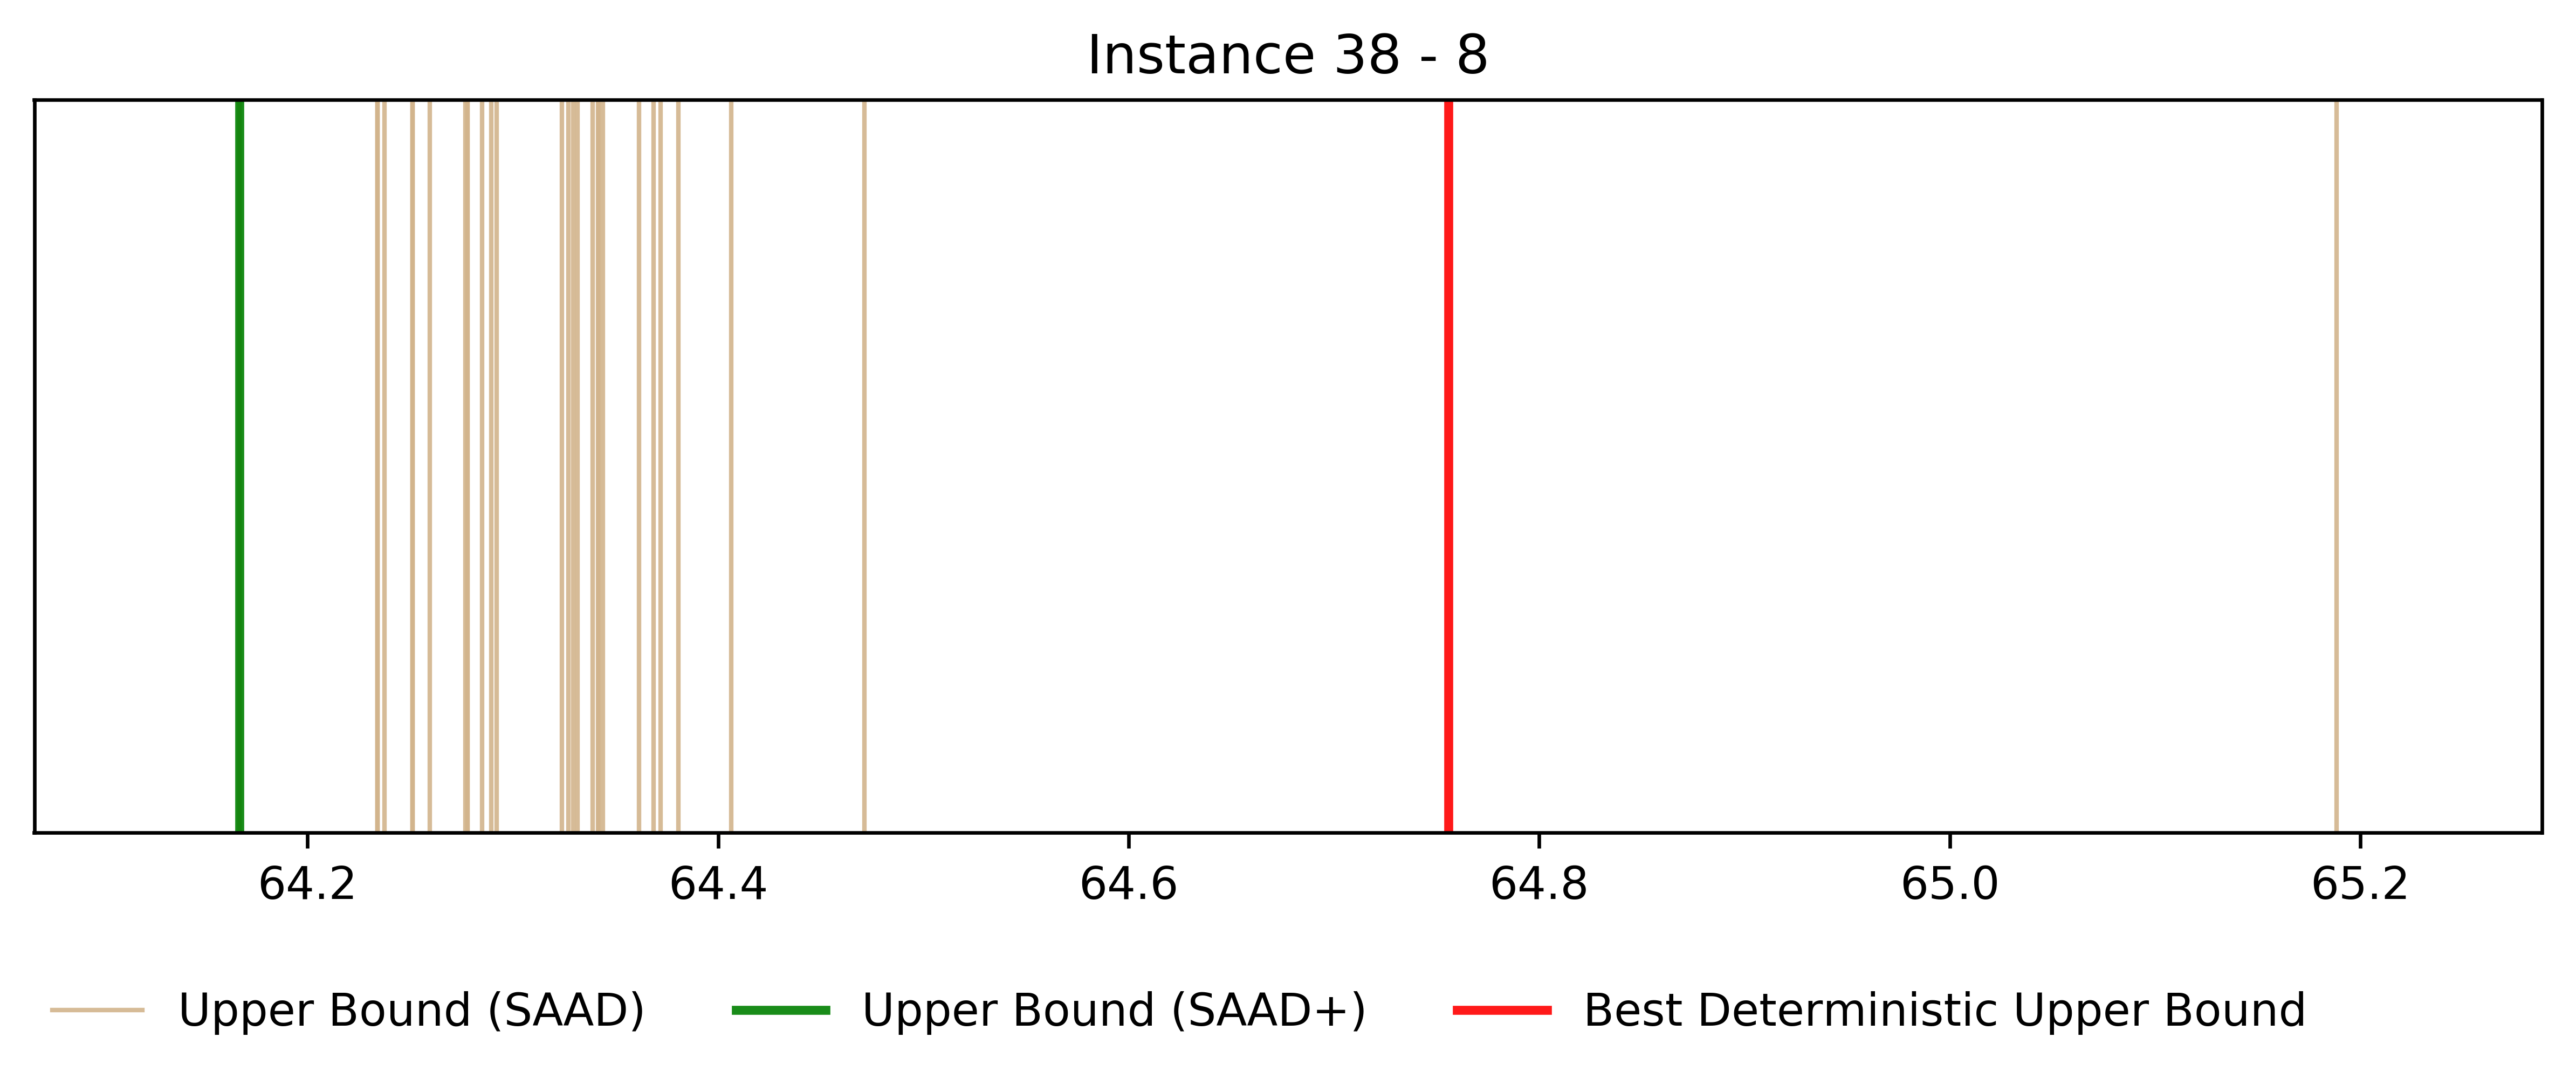 Instance 38 - 8
64.2 64.4 64.6 64.8 65.0 65.2
Upper Bound (SAAD) Upper Bound (SAAD+) Best Deterministic Upper Bound